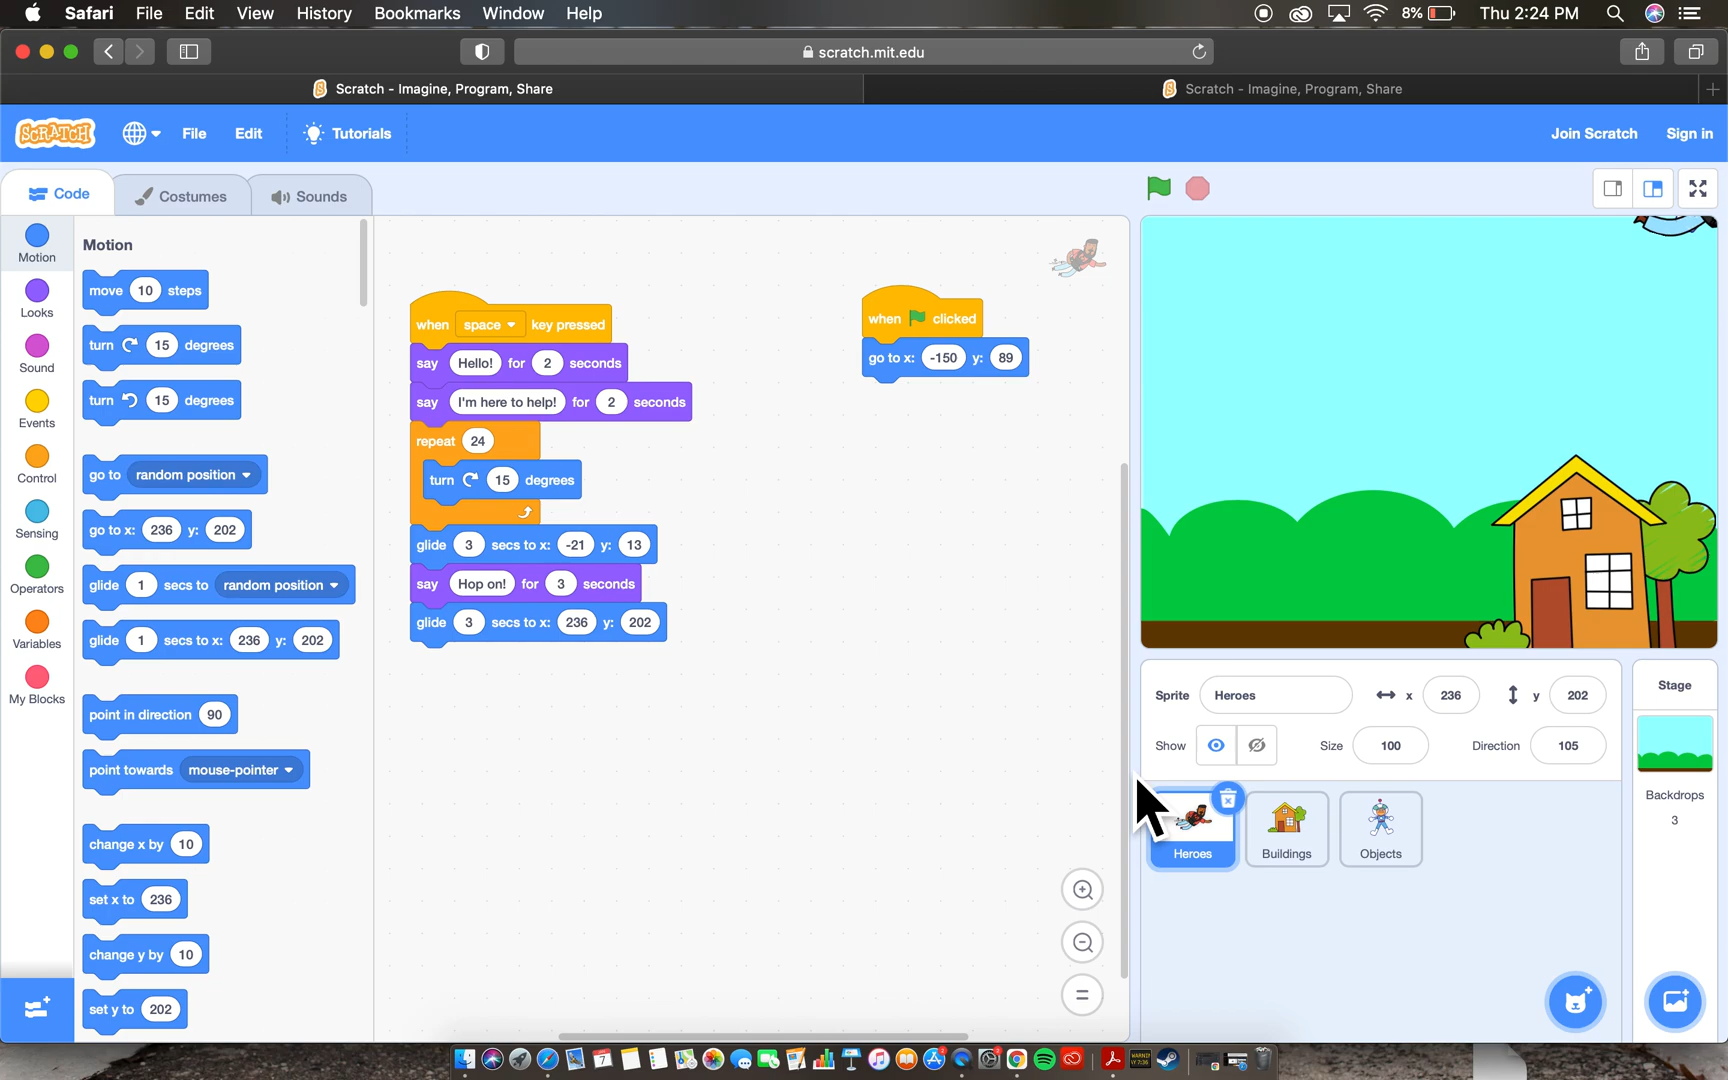 Safari File Edit View History Bookmarks Window Help 8% Thu 2:24 PM
scratch.mit.edu
Scratch - Imagine, Program, Share
Scratch - Imagine, Program, Share
SCRATCH File Edit Tutorials Join Scratch Sign in
Code Costumes Sounds
Motion
Looks
Sound
Events
Control
Sensing
Operators
Variables
My Blocks
Motion
move 10 steps
turn 15 degrees
turn 15 degrees
go to random position
go to x: 236 y: 202
glide 1 secs to random position
glide 1 secs to x: 236 y: 202
point in direction 90
point towards mouse-pointer
change x by 10
set x to 236
change y by 10
set y to 202
when space key pressed
say Hello! for 2 seconds
say I'm here to help! for 2 seconds
repeat 24
turn 15 degrees
glide 3 secs to x: -21 y: 13
say Hop on! for 3 seconds
glide 3 secs to x: 236 y: 202
when clicked
go to x: -150 y: 89
Sprite Heroes x 236 y 202
Show Size 100 Direction 105
Heroes Buildings Objects
Stage
Backdrops
3